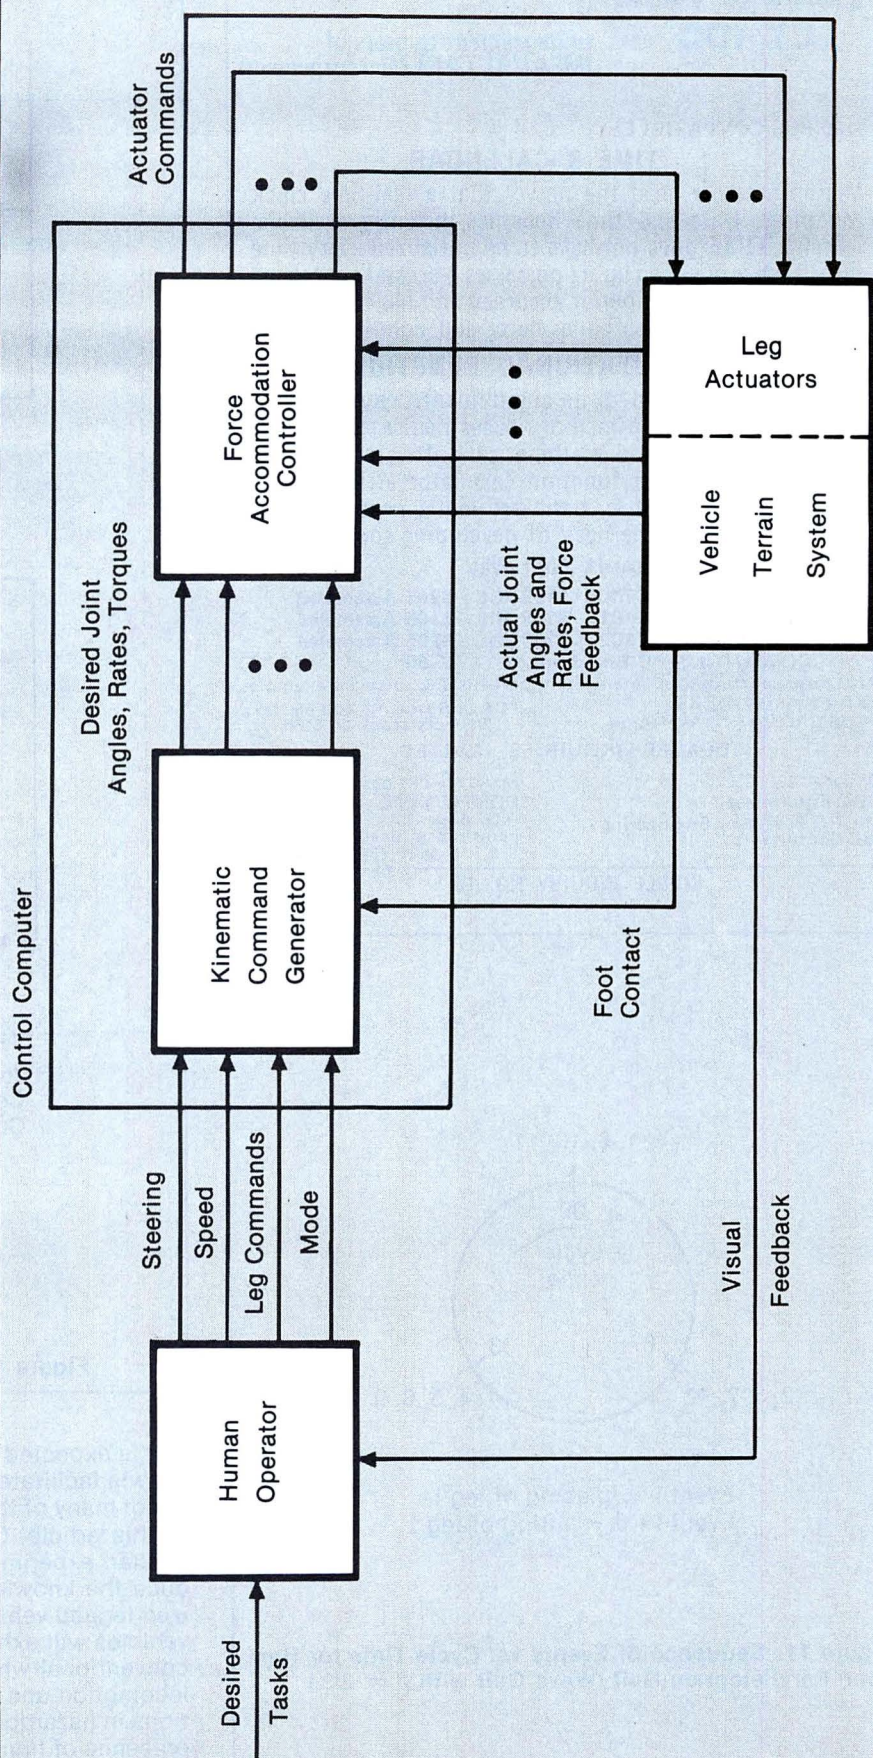 Control Computer
Desired
Tasks
Human
Operator
Steering
Speed
Leg Commands
Mode
Kinematic
Command
Generator
Desired Joint
Angles, Rates, Torques
Force
Accommodation
Controller
Actuator
Commands
Visual
Feedback
Foot
Contact
Actual Joint
Angles and
Rates, Force
Feedback
Vehicle
Terrain
System
Leg
Actuators